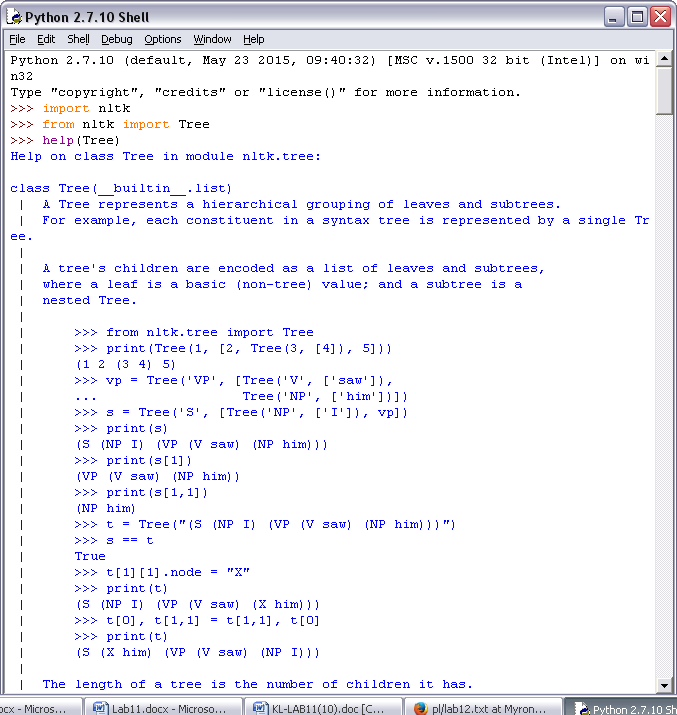 Python 2.7.10 Shell
File Edit Shell Debug Options Window Help
Python 2.7.10 (default, May 23 2015, 09:40:32) [MSC v.1500 32 bit (Intel)] on wi
n32
Type "copyright", "credits" or "license()" for more information.
>>> import nltk
>>> from nltk import Tree
>>> help(Tree)
Help on class Tree in module nltk.tree:

class Tree(__builtin__.list)
 |  A Tree represents a hierarchical grouping of leaves and subtrees.
 |  For example, each constituent in a syntax tree is represented by a single Tr
ee.
 |
 |  A tree's children are encoded as a list of leaves and subtrees,
 |  where a leaf is a basic (non-tree) value; and a subtree is a
 |  nested Tree.
 |
 |      >>> from nltk.tree import Tree
 |      >>> print(Tree(1, [2, Tree(3, [4]), 5]))
 |      (1 2 (3 4) 5)
 |      >>> vp = Tree('VP', [Tree('V', ['saw']),
 |      ...                  Tree('NP', ['him'])])
 |      >>> s = Tree('S', [Tree('NP', ['I']), vp])
 |      >>> print(s)
 |      (S (NP I) (VP (V saw) (NP him)))
 |      >>> print(s[1])
 |      (VP (V saw) (NP him))
 |      >>> print(s[1,1])
 |      (NP him)
 |      >>> t = Tree("(S (NP I) (VP (V saw) (NP him)))")
 |      >>> s == t
 |      True
 |      >>> t[1][1].node = "X"
 |      >>> print(t)
 |      (S (NP I) (VP (V saw) (X him)))
 |      >>> t[0], t[1,1] = t[1,1], t[0]
 |      >>> print(t)
 |      (S (X him) (VP (V saw) (NP I)))
 |
 |  The length of a tree is the number of children it has.
ocx - Micros... Lab11.docx - Microso... KL-LAB11(10).doc [C... pl/lab12.txt at Myron... Python 2.7.10 Sh